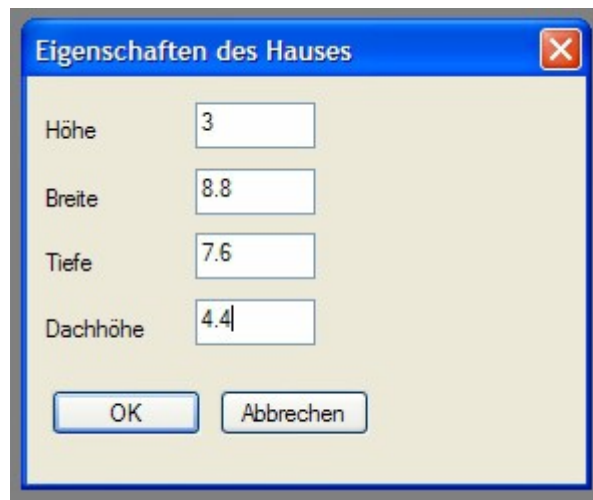 Eigenschaften des Hauses
Höhe 3
Breite 8.8
Tiefe 7.6
Dachhöhe 4.4
OK Abbrechen